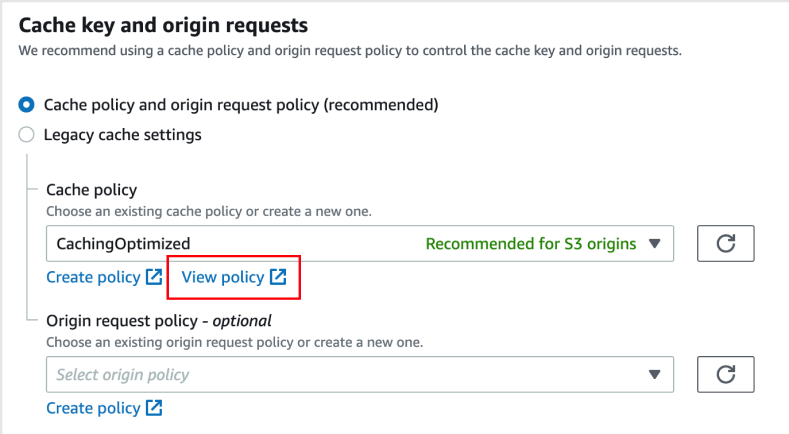 Cache key and origin requests
We recommend using a cache policy and origin request policy to control the cache key and origin requests.
Cache policy and origin request policy (recommended)
Legacy cache settings
Cache policy
Choose an existing cache policy or create a new one.
CachingOptimized Recommended for S3 origins
Create policy View policy
Origin request policy - optional
Choose an existing origin request policy or create a new one.
Select origin policy
Create policy